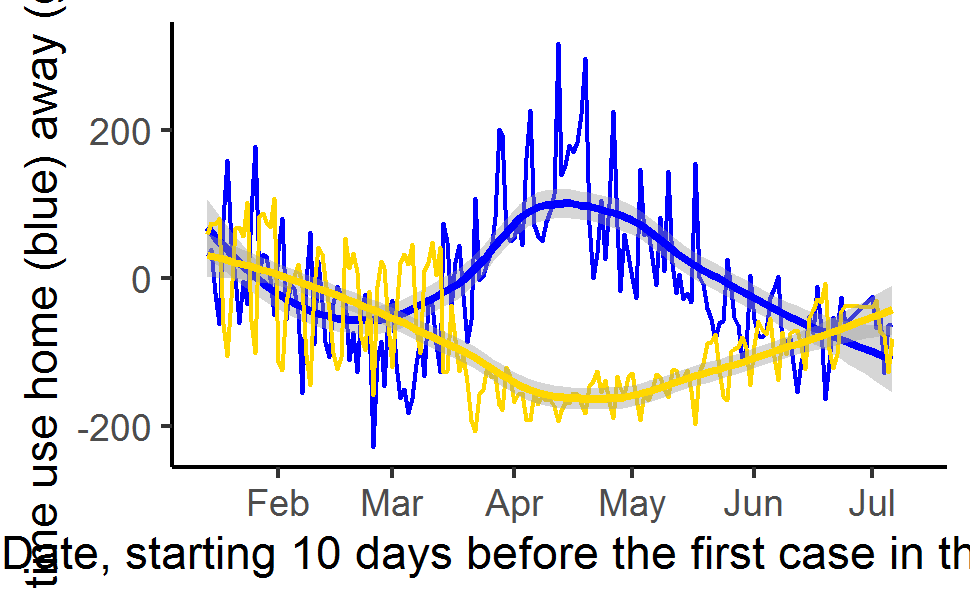 time use home (blue) away (
200
0
-200
Feb Mar Apr May Jun Jul
Date, starting 10 days before the first case in th